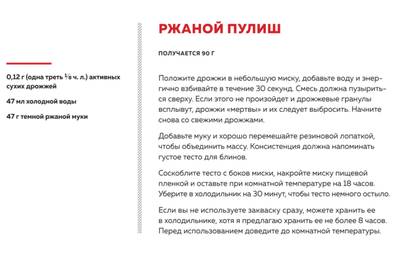 РЖАНОЙ ПУЛИШ
ПОЛУЧАЕТСЯ 90 Г
0,12 г (одна треть ⅛ ч. л.) активных
сухих дрожжей
47 мл холодной воды
47 г темной ржаной муки
Положите дрожжи в небольшую миску, добавьте воду и энер-
гично взбивайте в течение 30 секунд. Смесь должна пузырить-
ся сверху. Если этого не произойдет и дрожжевые гранулы
всплывут, дрожжи «мертвы» и их следует выбросить. Начните
снова со свежими дрожжами.
Добавьте муку и хорошо перемешайте резиновой лопаткой,
чтобы объединить массу. Консистенция должна напоминать
густое тесто для блинов.
Соскоблите тесто с боков миски, накройте миску пищевой
пленкой и оставьте при комнатной температуре на 18 часов.
Уберите в холодильник на 30 минут, чтобы тесто немного остыло.
Если вы не используете закваску сразу, можете хранить ее
в холодильнике, хотя я предлагаю хранить ее не более 8 часов.
Перед использованием доведите до комнатной температуры.